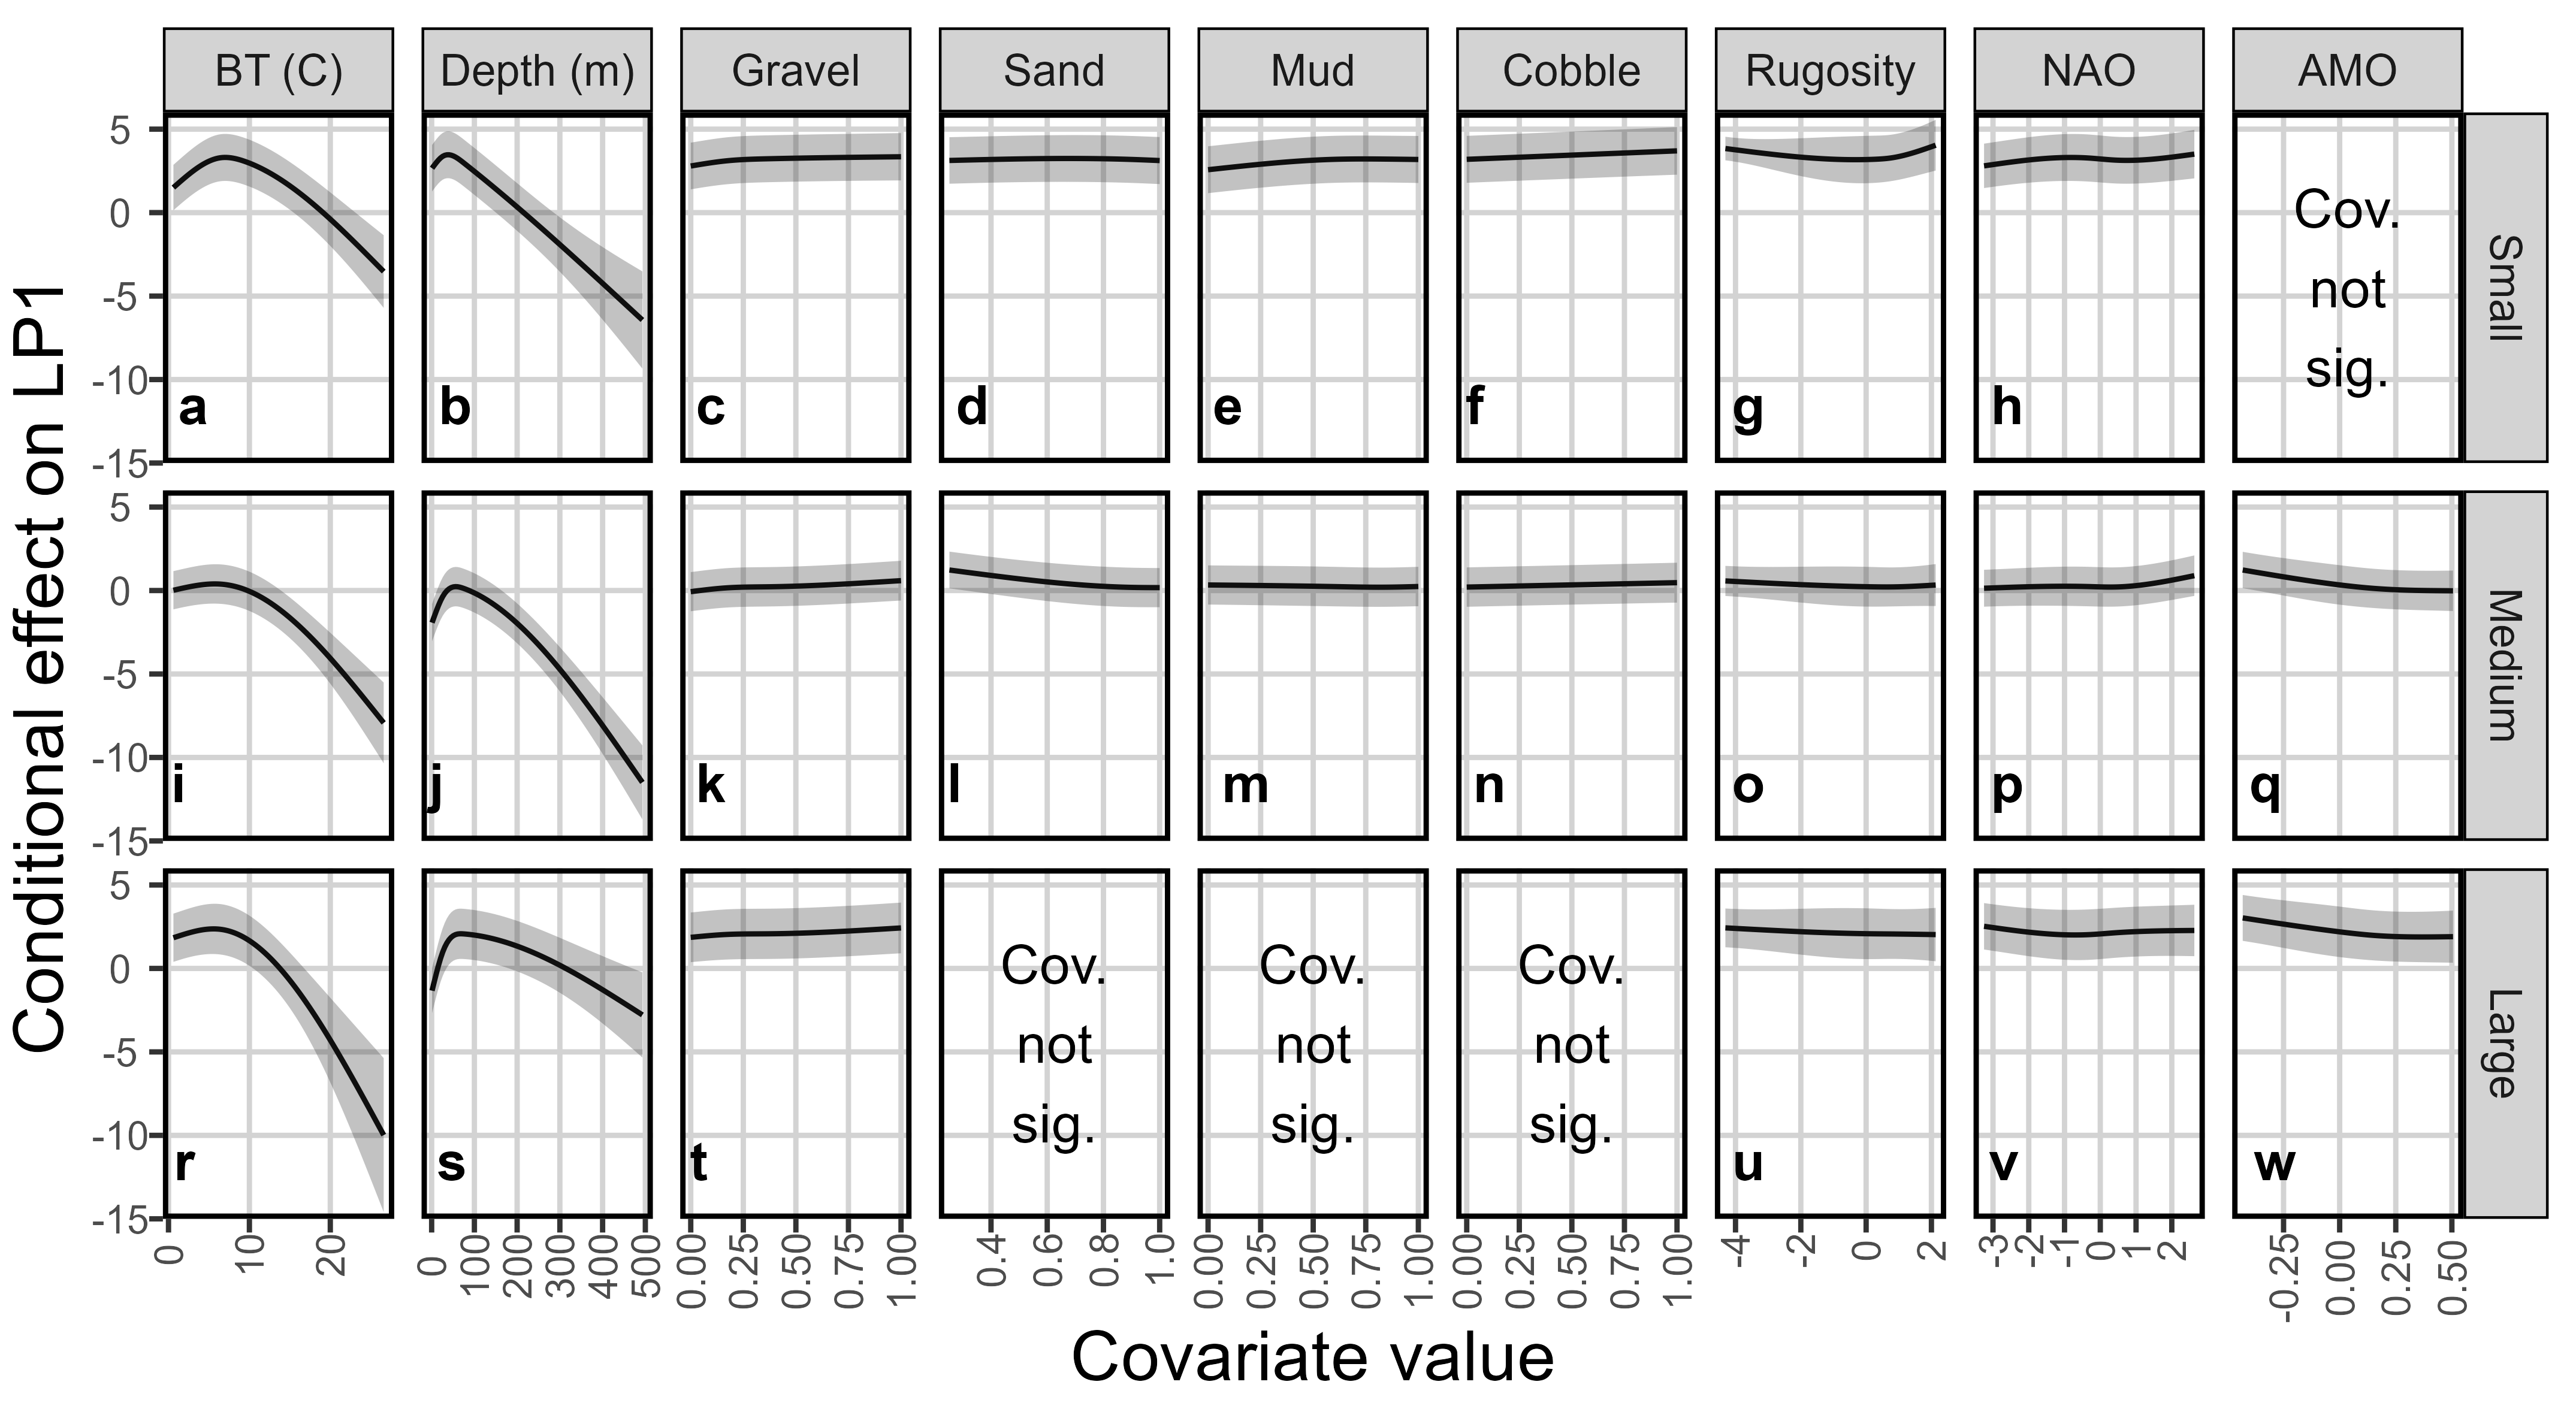 BT (C) Depth (m) Gravel Sand Mud Cobble Rugosity NAO AMO
Conditional effect on LP1
5
0
-5
-10
-15
a b c d e f g h
Cov.
not
sig.
Small
5
0
-5
-10
-15
i j k l m n o p q
Medium
5
0
-5
-10
-15
r s t
Cov.
not
sig.
Cov.
not
sig.
Cov.
not
sig.
u v w
Large
0 10 20
0 100 200 300 400 500
0.00 0.25 0.50 0.75 1.00
0.4 0.6 0.8 1.0
0.00 0.25 0.50 0.75 1.00
0.00 0.25 0.50 0.75 1.00
-4 -2 0 2
-3 -2 -1 0 1 2
-0.25 0.00 0.25 0.50
Covariate value